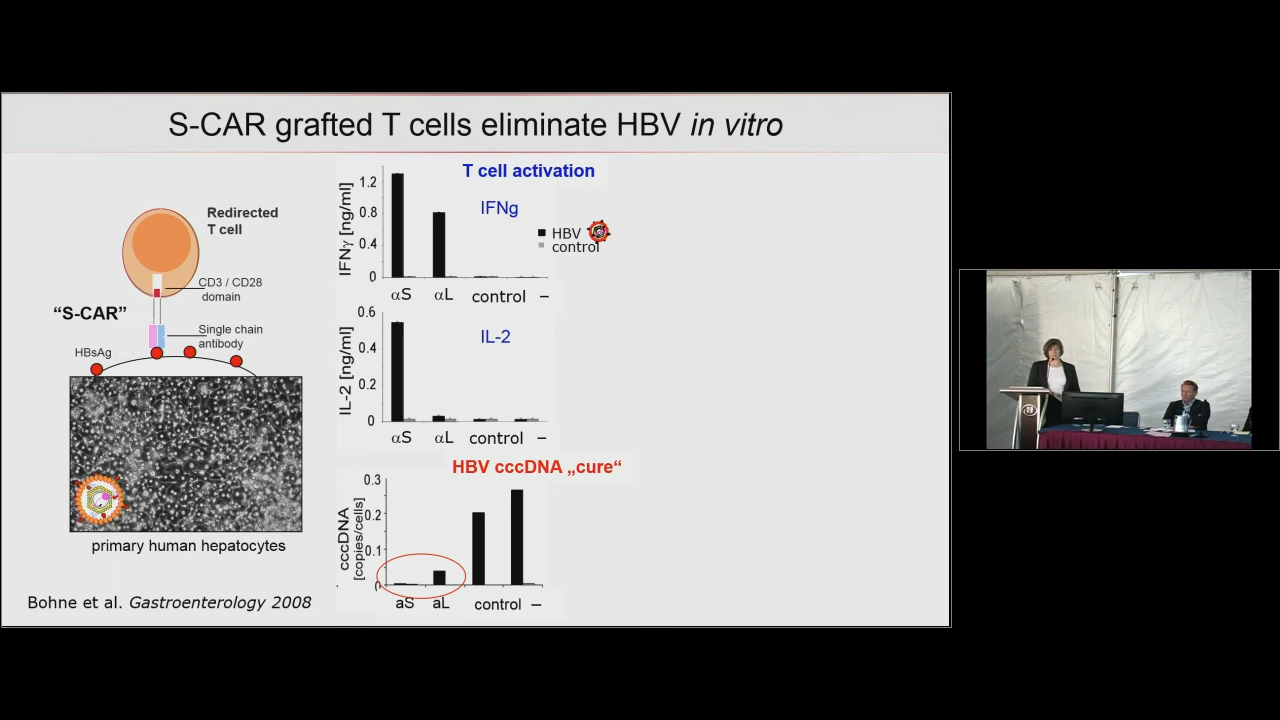 S-CAR grafted T cells eliminate HBV in vitro
Redirected
T cell
CD3 / CD28
domain
"S-CAR"
Single chain
antibody
HBsAg
primary human hepatocytes
Bohne et al. Gastroenterology 2008
T cell activation
IFNγ [ng/ml]
1.2
0.8
0.4
0
IFNg
HBV
control
αS αL control –
IL-2 [ng/ml]
0.6
0.4
0.2
0
IL-2
αS αL control –
HBV cccDNA „cure“
cccDNA
[copies/cells]
0.3
0.2
0.1
0
aS aL control –